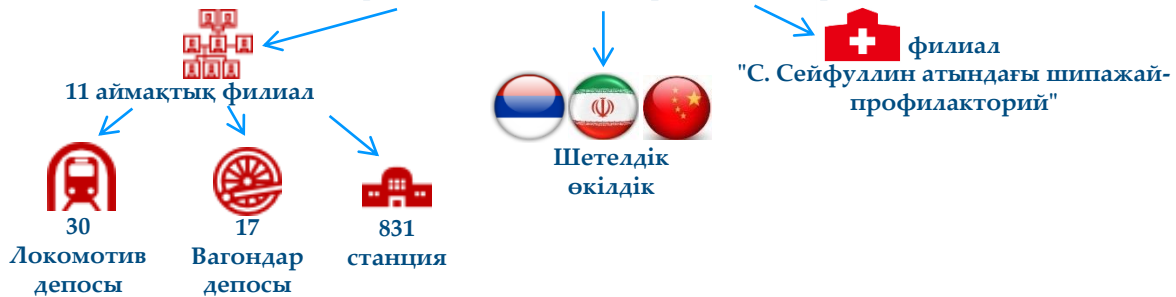 11 аймақтық филиал
филиал
"С. Сейфуллин атындағы шипажай-
профилакторий"
Шетелдік
өкілдік
30
Локомотив
депосы
17
Вагондар
депосы
831
станция